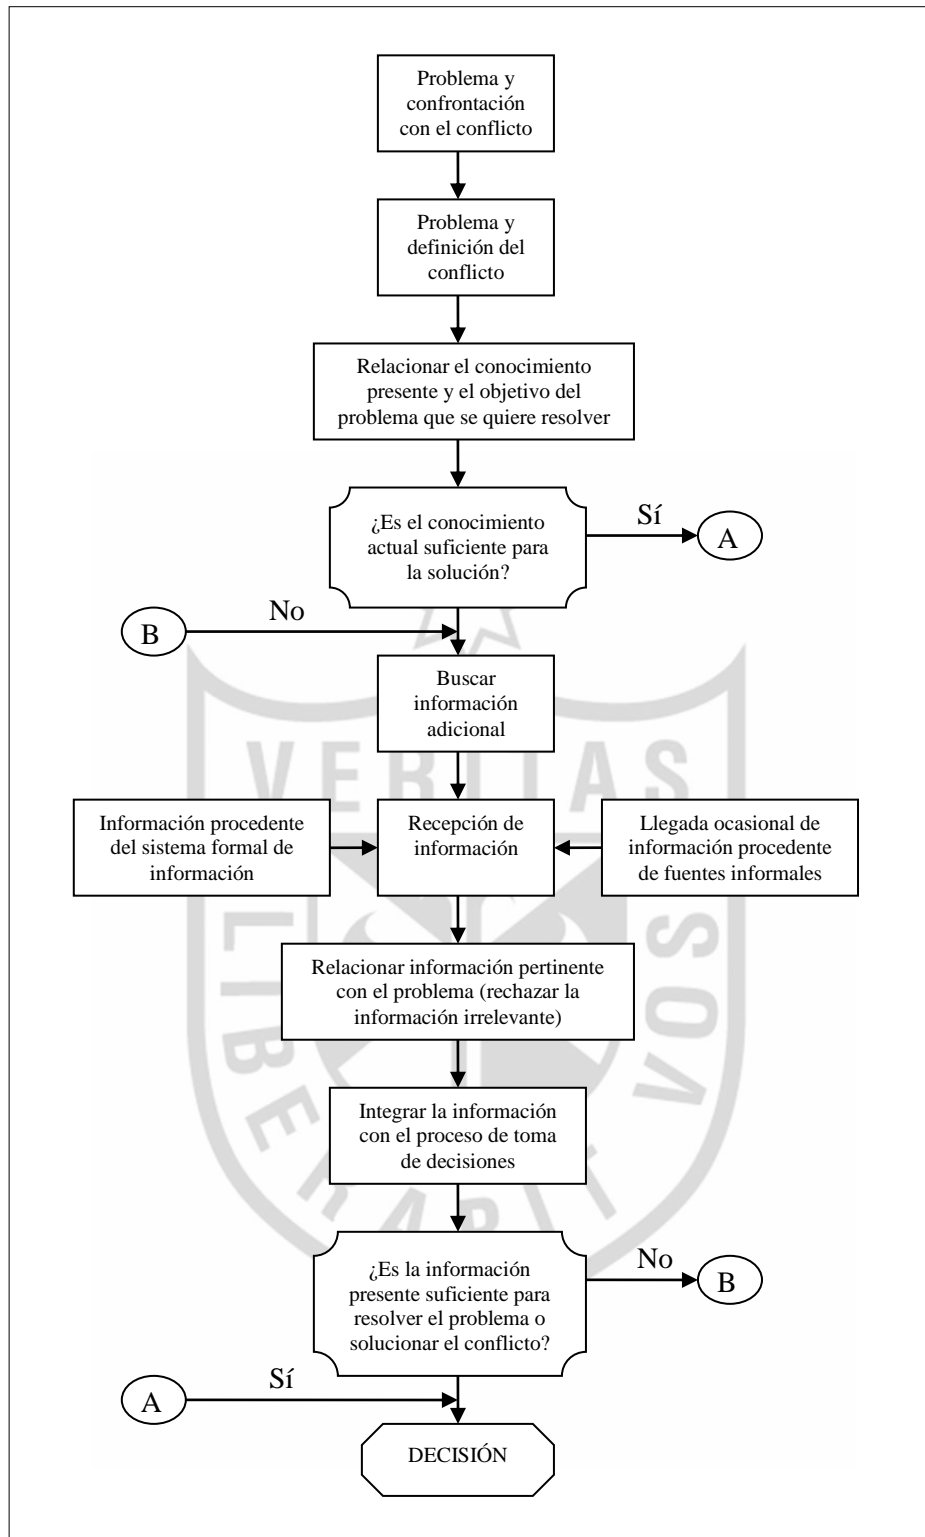 Problema y
confrontación
con el conflicto
Problema y
definición del
conflicto
Relacionar el conocimiento
presente y el objetivo del
problema que se quiere resolver
¿Es el conocimiento
actual suficiente para
la solución?
Sí
A
B
No
Buscar
información
adicional
VERITAS
Información procedente
del sistema formal de
información
Recepción de
información
Llegada ocasional de
información procedente
de fuentes informales
LIBERABIT VOS
Relacionar información pertinente
con el problema (rechazar la
información irrelevante)
Integrar la información
con el proceso de toma
de decisiones
¿Es la información
presente suficiente para
resolver el problema o
solucionar el conflicto?
No
B
A
Sí
DECISIÓN